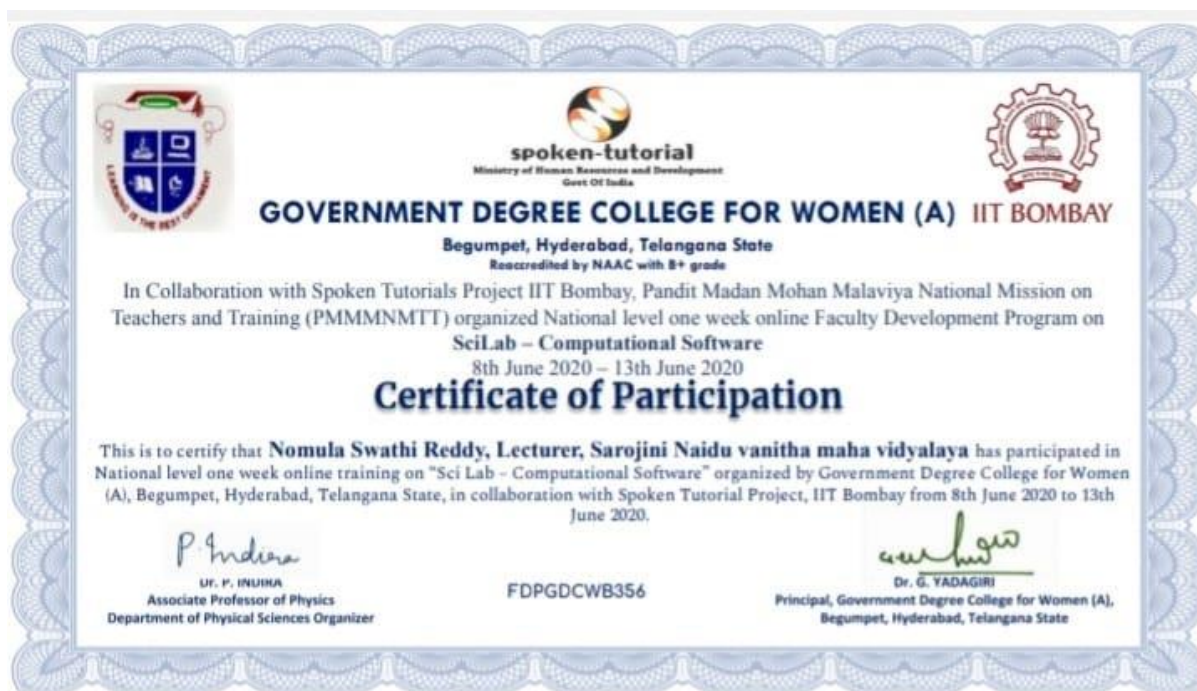 LEARNING IS THE BEST ORNAMENT
spoken-tutorial
Ministry of Human Resources and Development
Govt Of India
GOVERNMENT DEGREE COLLEGE FOR WOMEN (A)
IIT BOMBAY
Begumpet, Hyderabad, Telangana State
Reaccredited by NAAC with B+ grade
In Collaboration with Spoken Tutorials Project IIT Bombay, Pandit Madan Mohan Malaviya National Mission on
Teachers and Training (PMMMNMTT) organized National level one week online Faculty Development Program on
SciLab – Computational Software
8th June 2020 – 13th June 2020
Certificate of Participation
This is to certify that Nomula Swathi Reddy, Lecturer, Sarojini Naidu vanitha maha vidyalaya has participated in
National level one week online training on "Sci Lab – Computational Software" organized by Government Degree College for Women
(A), Begumpet, Hyderabad, Telangana State, in collaboration with Spoken Tutorial Project, IIT Bombay from 8th June 2020 to 13th
June 2020.
P. Indira
Dr. P. INDIRA
Associate Professor of Physics
Department of Physical Sciences Organizer
FDPGDCWB356
Dr. G. YADAGIRI
Principal, Government Degree College for Women (A),
Begumpet, Hyderabad, Telangana State